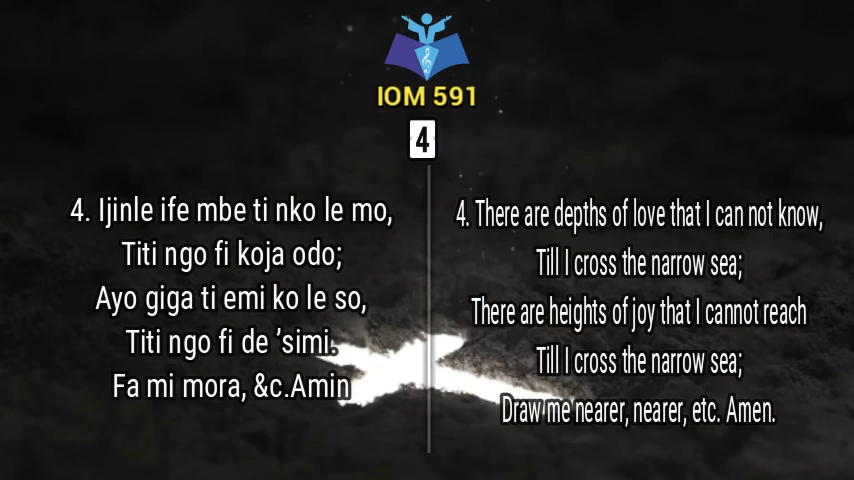 IOM 591
4
4. Ijinle ife mbe ti nko le mo,
Titi ngo fi koja odo;
Ayo giga ti emi ko le so,
Titi ngo fi de ’simi.
Fa mi mora, &c.Amin
4. There are depths of love that I can not know,
Till I cross the narrow sea;
There are heights of joy that I cannot reach
Till I cross the narrow sea;
Draw me nearer, nearer, etc. Amen.